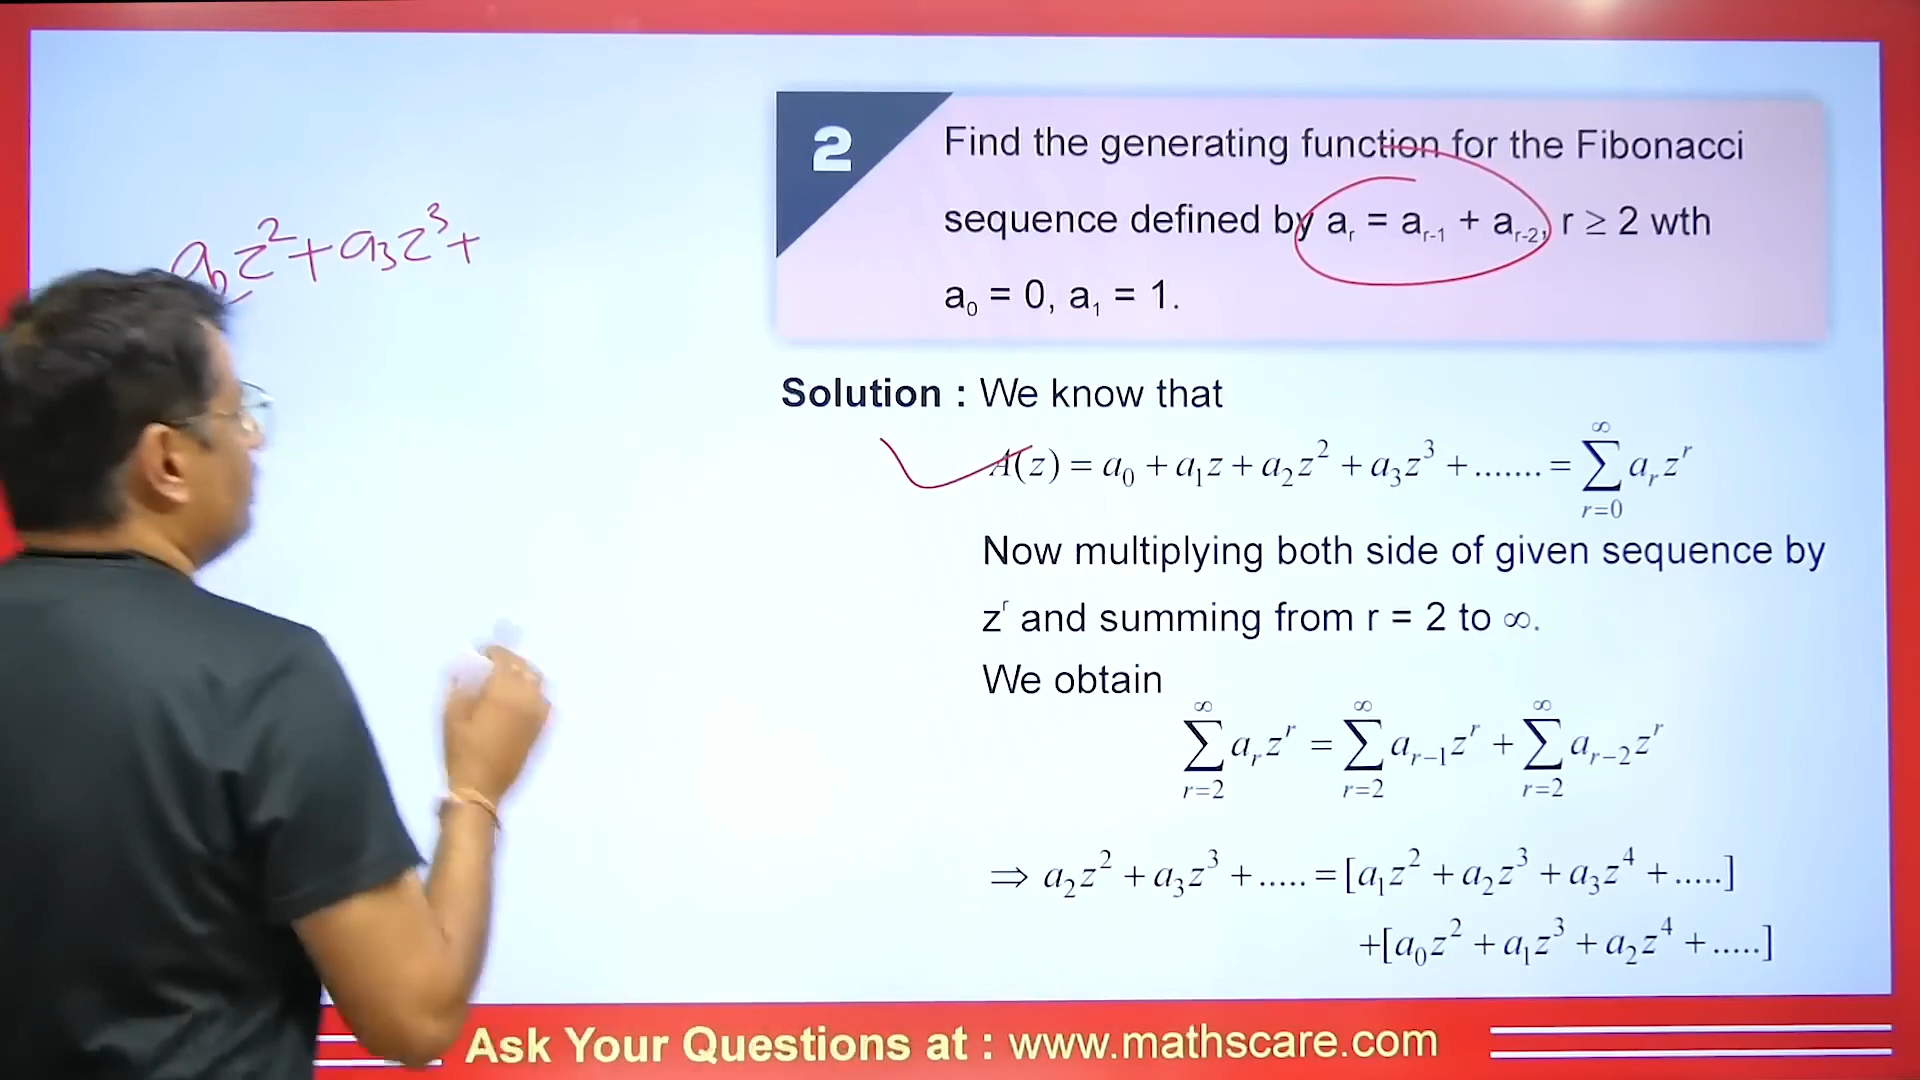 a₂z² + a₃z³ +
2
Find the generating function for the Fibonacci
sequence defined by aᵣ = aᵣ₋₁ + aᵣ₋₂, r ≥ 2 wth
a₀ = 0, a₁ = 1.
Solution : We know that
A(z) = a₀ + a₁z + a₂z² + a₃z³ + ....... = ∑_{r=0}^{∞} aᵣzʳ
Now multiplying both side of given sequence by
zʳ and summing from r = 2 to ∞.
We obtain
∑_{r=2}^{∞} aᵣzʳ = ∑_{r=2}^{∞} aᵣ₋₁zʳ + ∑_{r=2}^{∞} aᵣ₋₂zʳ
⇒ a₂z² + a₃z³ + ..... = [a₁z² + a₂z³ + a₃z⁴ + .....]
+[a₀z² + a₁z³ + a₂z⁴ + .....]
Ask Your Questions at : www.mathscare.com